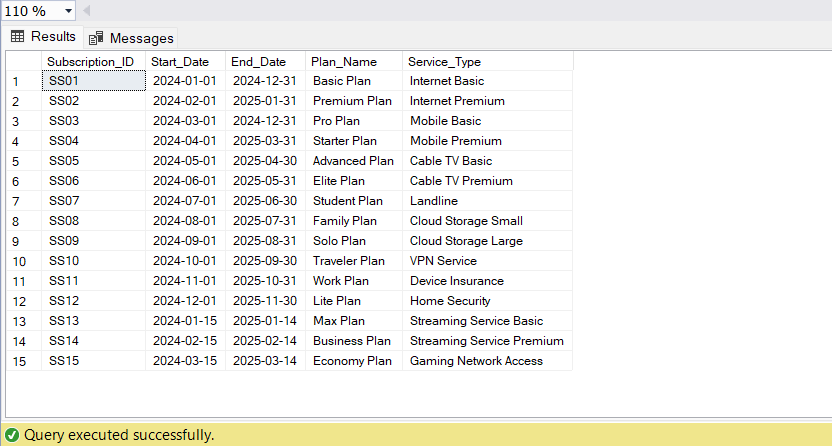 110 %
Results Messages
Subscription_ID Start_Date End_Date Plan_Name Service_Type
1 SS01 2024-01-01 2024-12-31 Basic Plan Internet Basic
2 SS02 2024-02-01 2025-01-31 Premium Plan Internet Premium
3 SS03 2024-03-01 2024-12-31 Pro Plan Mobile Basic
4 SS04 2024-04-01 2025-03-31 Starter Plan Mobile Premium
5 SS05 2024-05-01 2025-04-30 Advanced Plan Cable TV Basic
6 SS06 2024-06-01 2025-05-31 Elite Plan Cable TV Premium
7 SS07 2024-07-01 2025-06-30 Student Plan Landline
8 SS08 2024-08-01 2025-07-31 Family Plan Cloud Storage Small
9 SS09 2024-09-01 2025-08-31 Solo Plan Cloud Storage Large
10 SS10 2024-10-01 2025-09-30 Traveler Plan VPN Service
11 SS11 2024-11-01 2025-10-31 Work Plan Device Insurance
12 SS12 2024-12-01 2025-11-30 Lite Plan Home Security
13 SS13 2024-01-15 2025-01-14 Max Plan Streaming Service Basic
14 SS14 2024-02-15 2025-02-14 Business Plan Streaming Service Premium
15 SS15 2024-03-15 2025-03-14 Economy Plan Gaming Network Access
Query executed successfully.